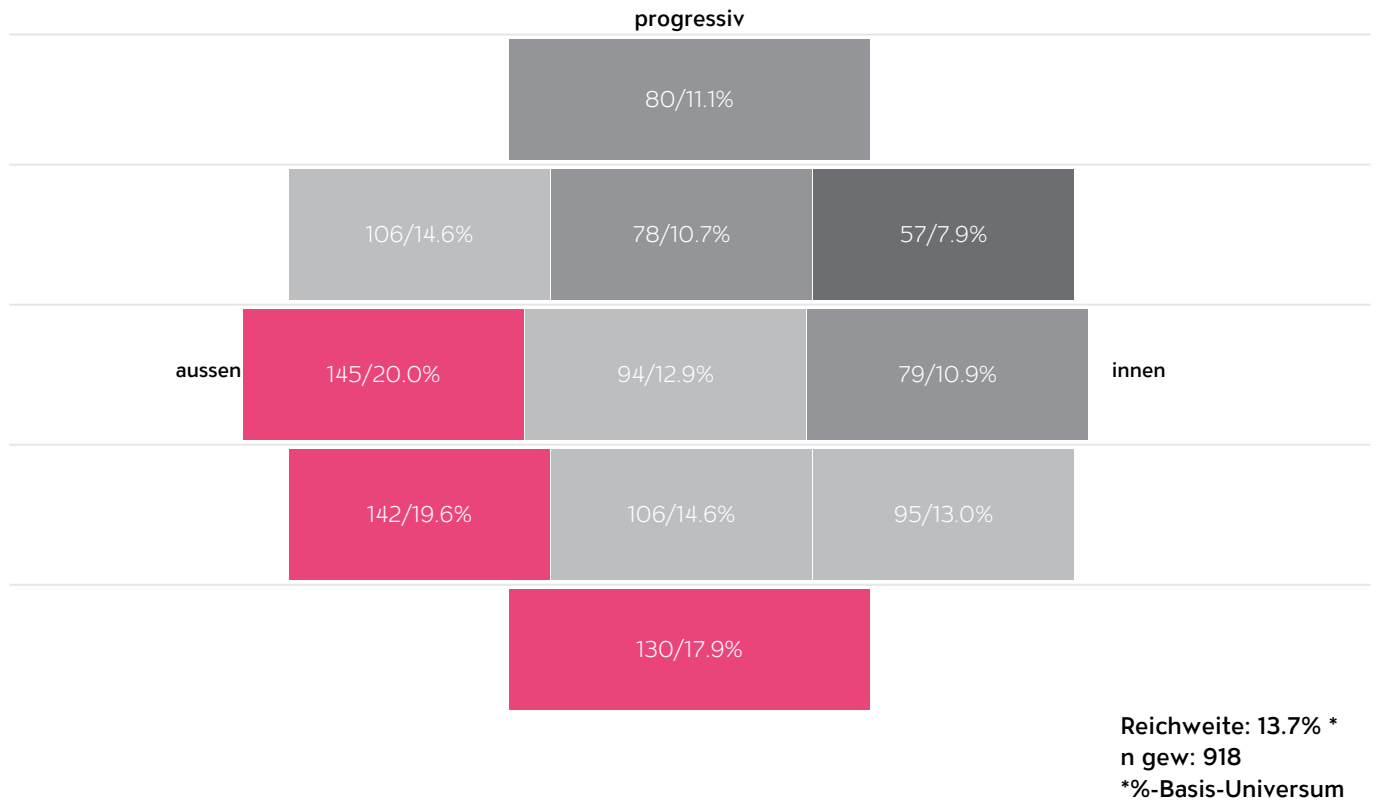 progressiv
80/11.1%
106/14.6%
78/10.7%
57/7.9%
aussen
145/20.0%
94/12.9%
79/10.9%
innen
142/19.6%
106/14.6%
95/13.0%
130/17.9%
Reichweite: 13.7% *
n gew: 918
*%-Basis-Universum